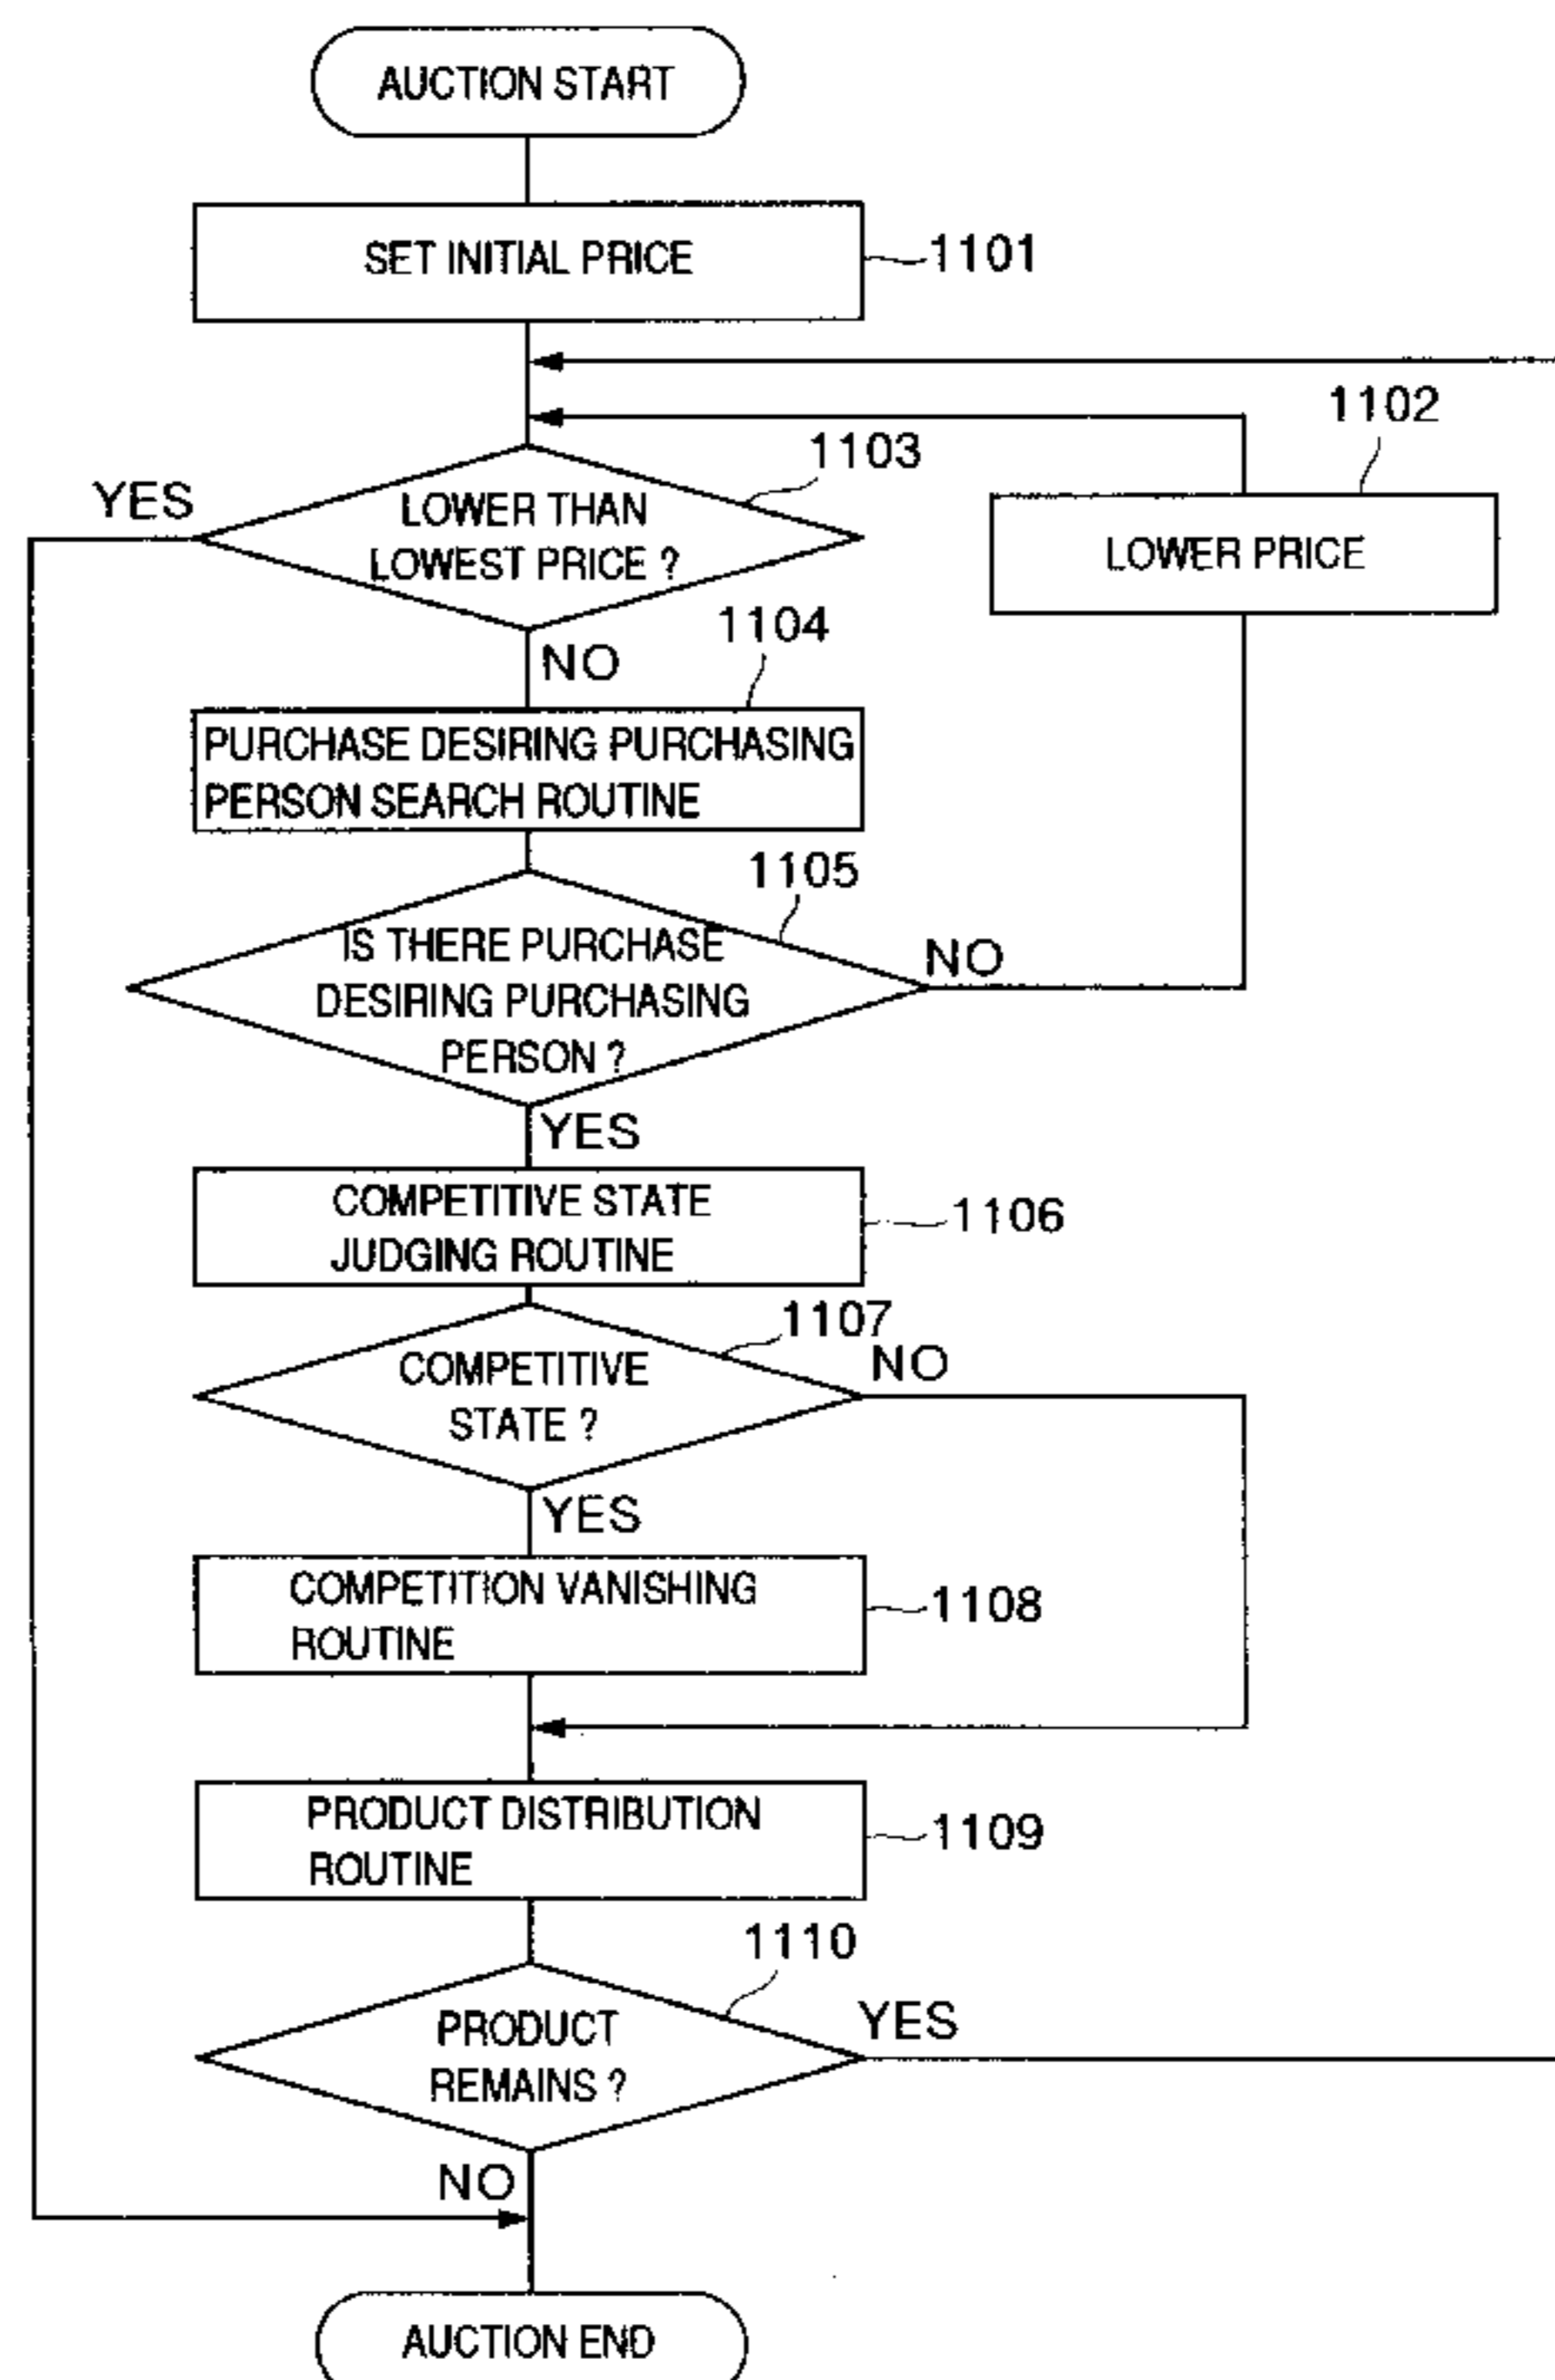 AUCTION START
SET INITIAL PRICE
1101
1102
1103
YES
LOWER THAN
LOWEST PRICE ?
LOWER PRICE
1104
NO
PURCHASE DESIRING PURCHASING
PERSON SEARCH ROUTINE
1105
IS THERE PURCHASE
DESIRING PURCHASING
PERSON ?
NO
YES
COMPETITIVE STATE
JUDGING ROUTINE
1106
1107
COMPETITIVE
STATE ?
NO
YES
COMPETITION VANISHING
ROUTINE
1108
PRODUCT DISTRIBUTION
ROUTINE
1109
1110
PRODUCT
REMAINS ?
YES
NO
AUCTION END